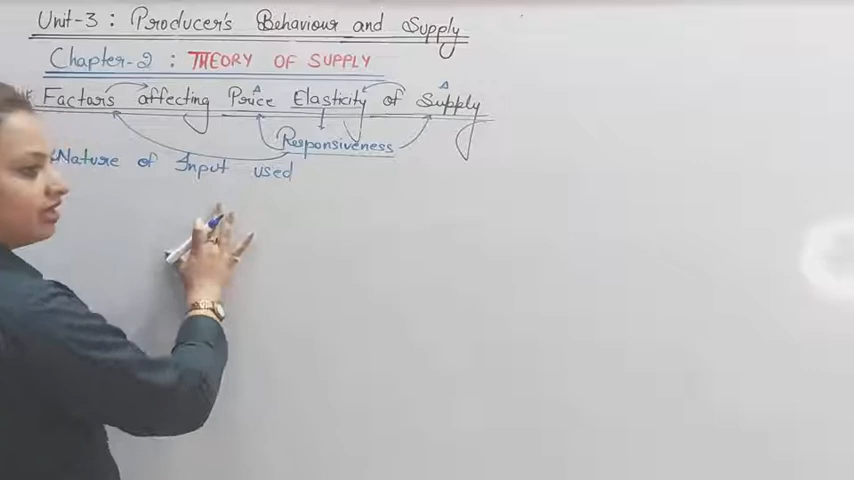 Unit-3 : Producer's Behaviour and Supply
Chapter-2 : THEORY OF SUPPLY
Factors affecting Price Elasticity of Supply
Responsiveness
Nature of Input used